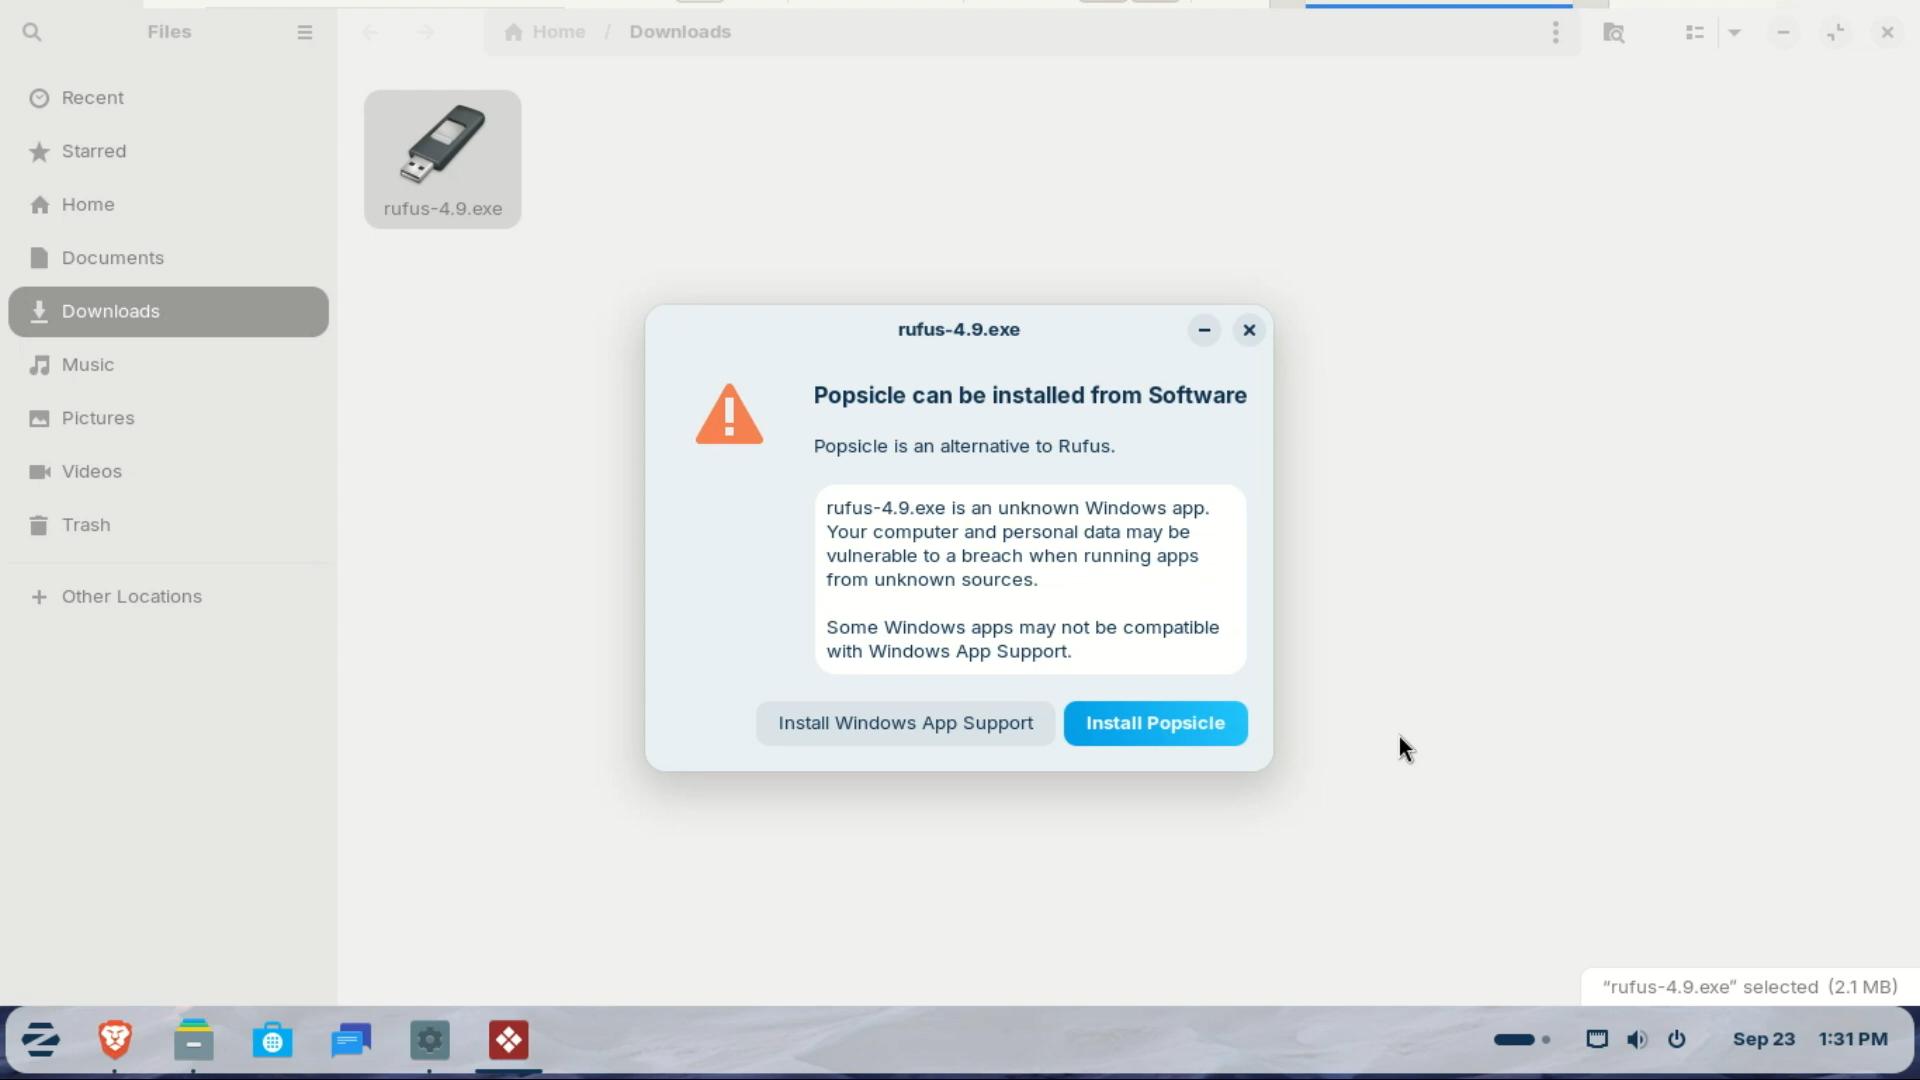 Files
Home / Downloads
Recent
Starred
Home
Documents
Downloads
Music
Pictures
Videos
Trash
+ Other Locations
rufus-4.9.exe
rufus-4.9.exe
Popsicle can be installed from Software
Popsicle is an alternative to Rufus.
rufus-4.9.exe is an unknown Windows app.
Your computer and personal data may be
vulnerable to a breach when running apps
from unknown sources.
Some Windows apps may not be compatible
with Windows App Support.
Install Windows App Support
Install Popsicle
“rufus-4.9.exe” selected (2.1 MB)
Sep 23 1:31 PM